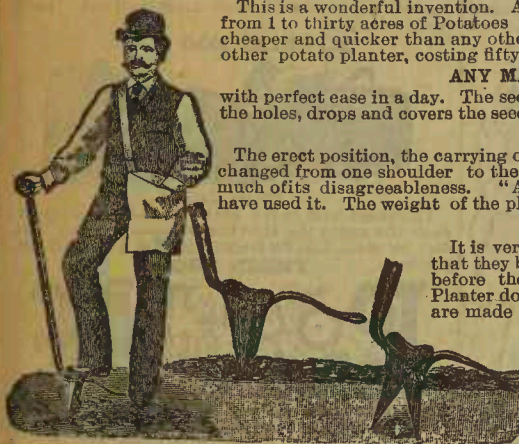 This is a wonderful invention. A
from 1 to thirty acres of Potatoes
cheaper and quicker than any othe
other potato planter, costing fifty
ANY MA
with perfect ease in a day. The see
the holes, drops and covers the seed
The erect position, the carrying o
changed from one shoulder to the
much ofits disagreeableness. "A
have used it. The weight of the pl
It is ver
that they b
before the
Planter do
are made